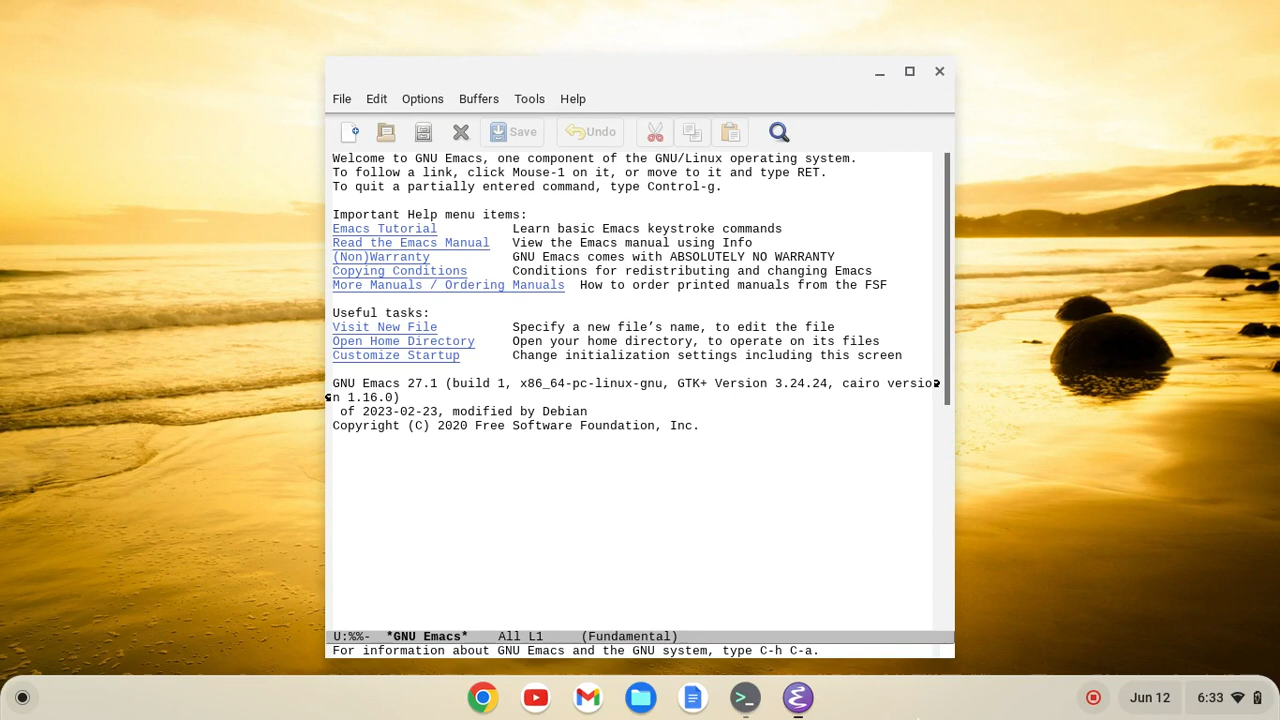 File Edit Options Buffers Tools Help
Save Undo
Welcome to GNU Emacs, one component of the GNU/Linux operating system.
To follow a link, click Mouse-1 on it, or move to it and type RET.
To quit a partially entered command, type Control-g.
Important Help menu items:
Emacs Tutorial Learn basic Emacs keystroke commands
Read the Emacs Manual View the Emacs manual using Info
(Non)Warranty GNU Emacs comes with ABSOLUTELY NO WARRANTY
Copying Conditions Conditions for redistributing and changing Emacs
More Manuals / Ordering Manuals How to order printed manuals from the FSF
Useful tasks:
Visit New File Specify a new file’s name, to edit the file
Open Home Directory Open your home directory, to operate on its files
Customize Startup Change initialization settings including this screen
GNU Emacs 27.1 (build 1, x86_64-pc-linux-gnu, GTK+ Version 3.24.24, cairo versio
n 1.16.0)
of 2023-02-23, modified by Debian
Copyright (C) 2020 Free Software Foundation, Inc.
U:%%- *GNU Emacs* All L1 (Fundamental)
For information about GNU Emacs and the GNU system, type C-h C-a.
Jun 12 6:33